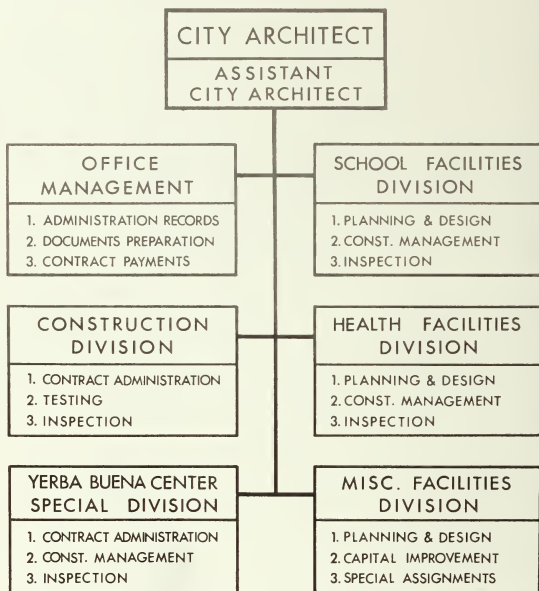 CITY ARCHITECT
ASSISTANT
CITY ARCHITECT
OFFICE
MANAGEMENT
1. ADMINISTRATION RECORDS
2. DOCUMENTS PREPARATION
3. CONTRACT PAYMENTS
SCHOOL FACILITIES
DIVISION
1. PLANNING & DESIGN
2. CONST. MANAGEMENT
3. INSPECTION
CONSTRUCTION
DIVISION
1. CONTRACT ADMINISTRATION
2. TESTING
3. INSPECTION
HEALTH FACILITIES
DIVISION
1. PLANNING & DESIGN
2. CONST. MANAGEMENT
3. INSPECTION
YERBA BUENA CENTER
SPECIAL DIVISION
1. CONTRACT ADMINISTRATION
2. CONST. MANAGEMENT
3. INSPECTION
MISC. FACILITIES
DIVISION
1. PLANNING & DESIGN
2. CAPITAL IMPROVEMENT
3. SPECIAL ASSIGNMENTS